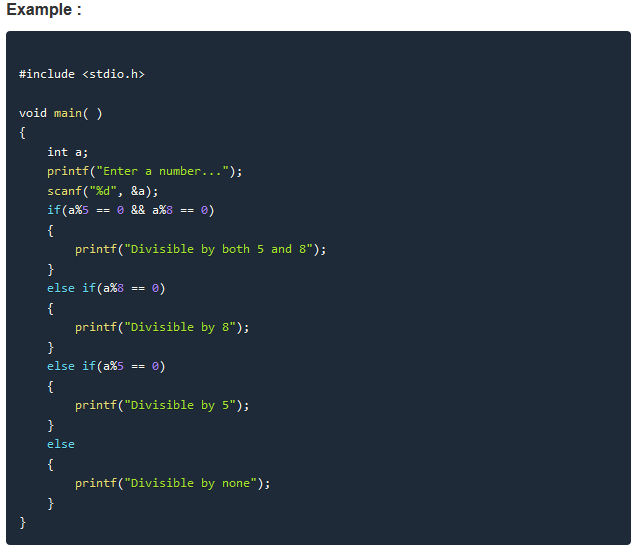 Example :
#include <stdio.h>
void main( )
{
    int a;
    printf("Enter a number...");
    scanf("%d", &a);
    if(a%5 == 0 && a%8 == 0)
    {
        printf("Divisible by both 5 and 8");
    }
    else if(a%8 == 0)
    {
        printf("Divisible by 8");
    }
    else if(a%5 == 0)
    {
        printf("Divisible by 5");
    }
    else
    {
        printf("Divisible by none");
    }
}